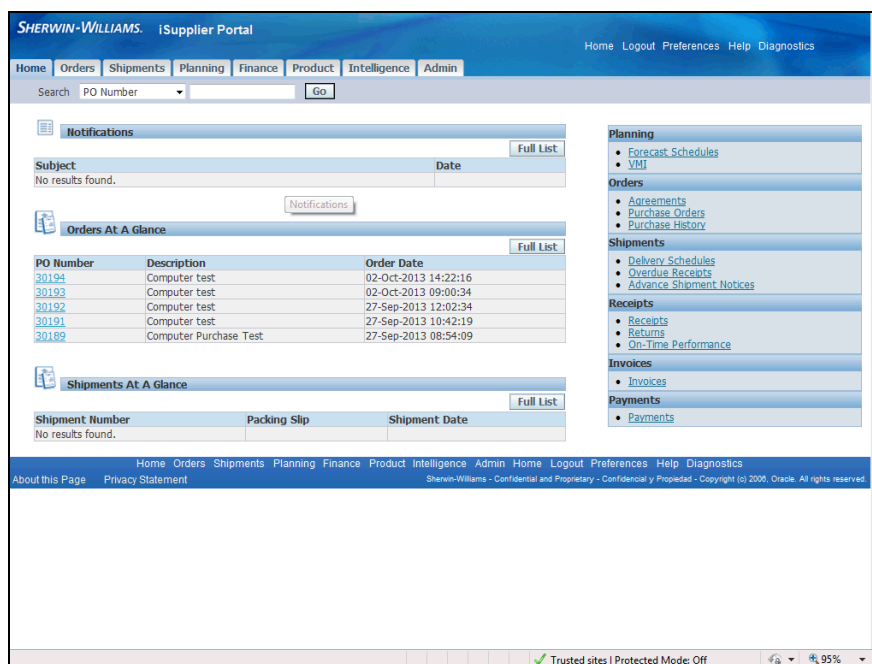 SHERWIN-WILLIAMS. iSupplier Portal
Home Logout Preferences Help Diagnostics
Home Orders Shipments Planning Finance Product Intelligence Admin
Search PO Number Go
Notifications
Full List
Subject Date
No results found.
Notifications
Orders At A Glance
Full List
PO Number Description Order Date
30194 Computer test 02-Oct-2013 14:22:16
30193 Computer test 02-Oct-2013 09:00:34
30192 Computer test 27-Sep-2013 12:02:34
30191 Computer test 27-Sep-2013 10:42:19
30189 Computer Purchase Test 27-Sep-2013 08:54:09
Shipments At A Glance
Full List
Shipment Number Packing Slip Shipment Date
No results found.
Planning
Forecast Schedules
VMI
Orders
Agreements
Purchase Orders
Purchase History
Shipments
Delivery Schedules
Overdue Receipts
Advance Shipment Notices
Receipts
Receipts
Returns
On-Time Performance
Invoices
Invoices
Payments
Payments
Home Orders Shipments Planning Finance Product Intelligence Admin Home Logout Preferences Help Diagnostics
About this Page Privacy Statement Sherwin-Williams - Confidential and Proprietary - Confidencial y Propiedad - Copyright (c) 2006, Oracle. All rights reserved.
Trusted sites | Protected Mode: Off 95%